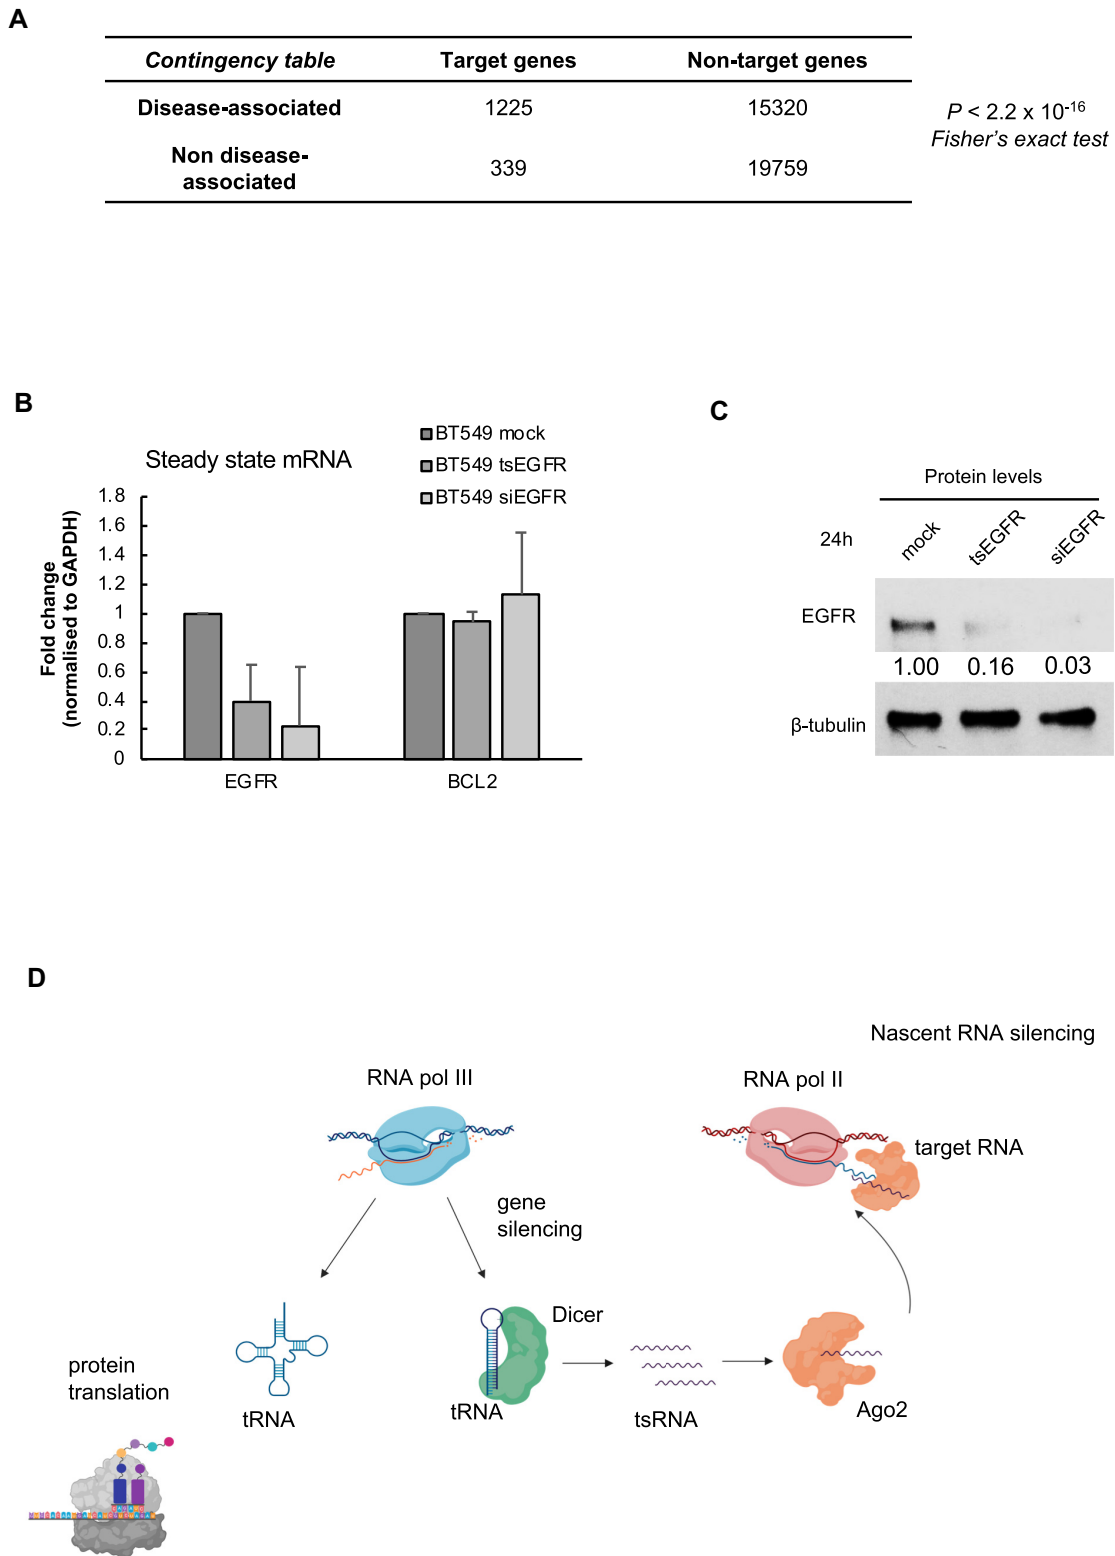 A
Contingency table Target genes Non-target genes
Disease-associated 1225 15320
Non disease-
associated 339 19759
P < 2.2 x 10-16
Fisher's exact test
B
Steady state mRNA
BT549 mock
BT549 tsEGFR
BT549 siEGFR
Fold change
(normalised to GAPDH)
1.8
1.6
1.4
1.2
1
0.8
0.6
0.4
0.2
0
EGFR BCL2
C
Protein levels
24h mock tsEGFR siEGFR
EGFR
1.00 0.16 0.03
β-tubulin
D
Nascent RNA silencing
RNA pol III RNA pol II
target RNA
gene
silencing
Dicer
protein
translation
tRNA tRNA tsRNA Ago2